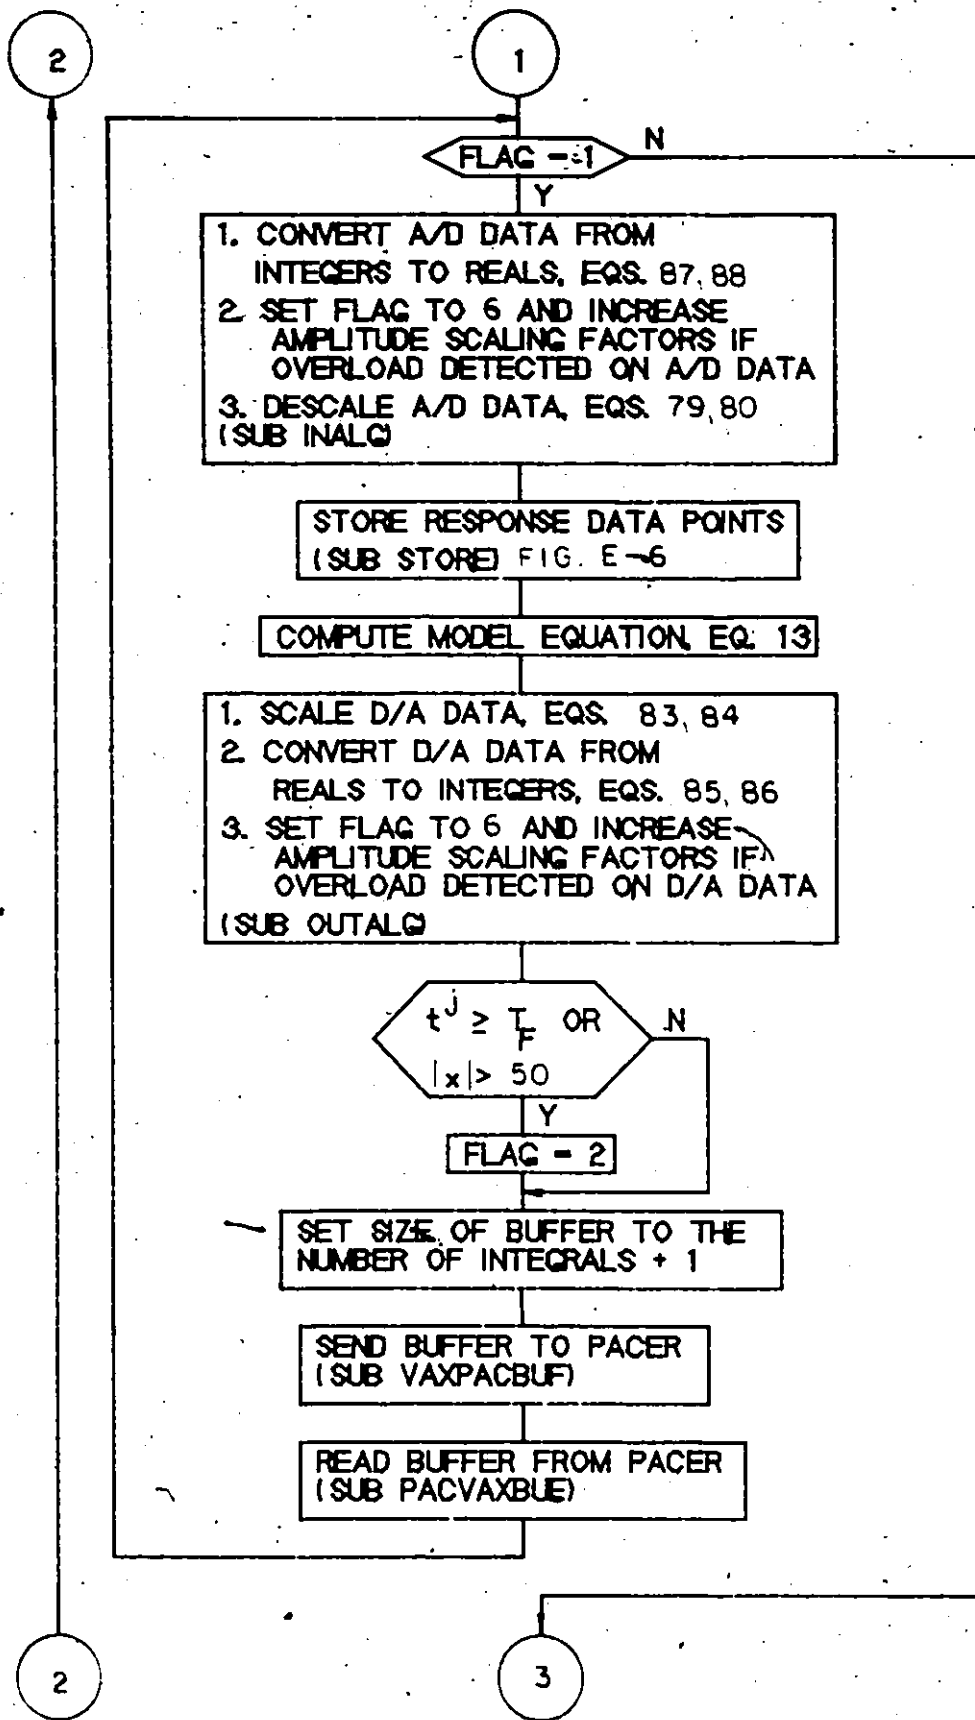 2
1
FLAG = 1
N
Y
1. CONVERT A/D DATA FROM
INTEGERS TO REALS, EQS. 87, 88
2. SET FLAG TO 6 AND INCREASE
AMPLITUDE SCALING FACTORS IF
OVERLOAD DETECTED ON A/D DATA
3. DESCALE A/D DATA, EQS. 79, 80
(SUB INALG)
STORE RESPONSE DATA POINTS
(SUB STORE) FIG. E-6
COMPUTE MODEL EQUATION, EQ. 13
1. SCALE D/A DATA, EQS. 83, 84
2. CONVERT D/A DATA FROM
REALS TO INTEGERS, EQS. 85, 86
3. SET FLAG TO 6 AND INCREASE
AMPLITUDE SCALING FACTORS IF
OVERLOAD DETECTED ON D/A DATA
(SUB OUTALG)
t^j ≥ T_F OR
|x| > 50
N
Y
FLAG = 2
SET SIZE OF BUFFER TO THE
NUMBER OF INTEGRALS + 1
SEND BUFFER TO PACER
(SUB VAXPACBUF)
READ BUFFER FROM PACER
(SUB PACVAXBUF)
2
3